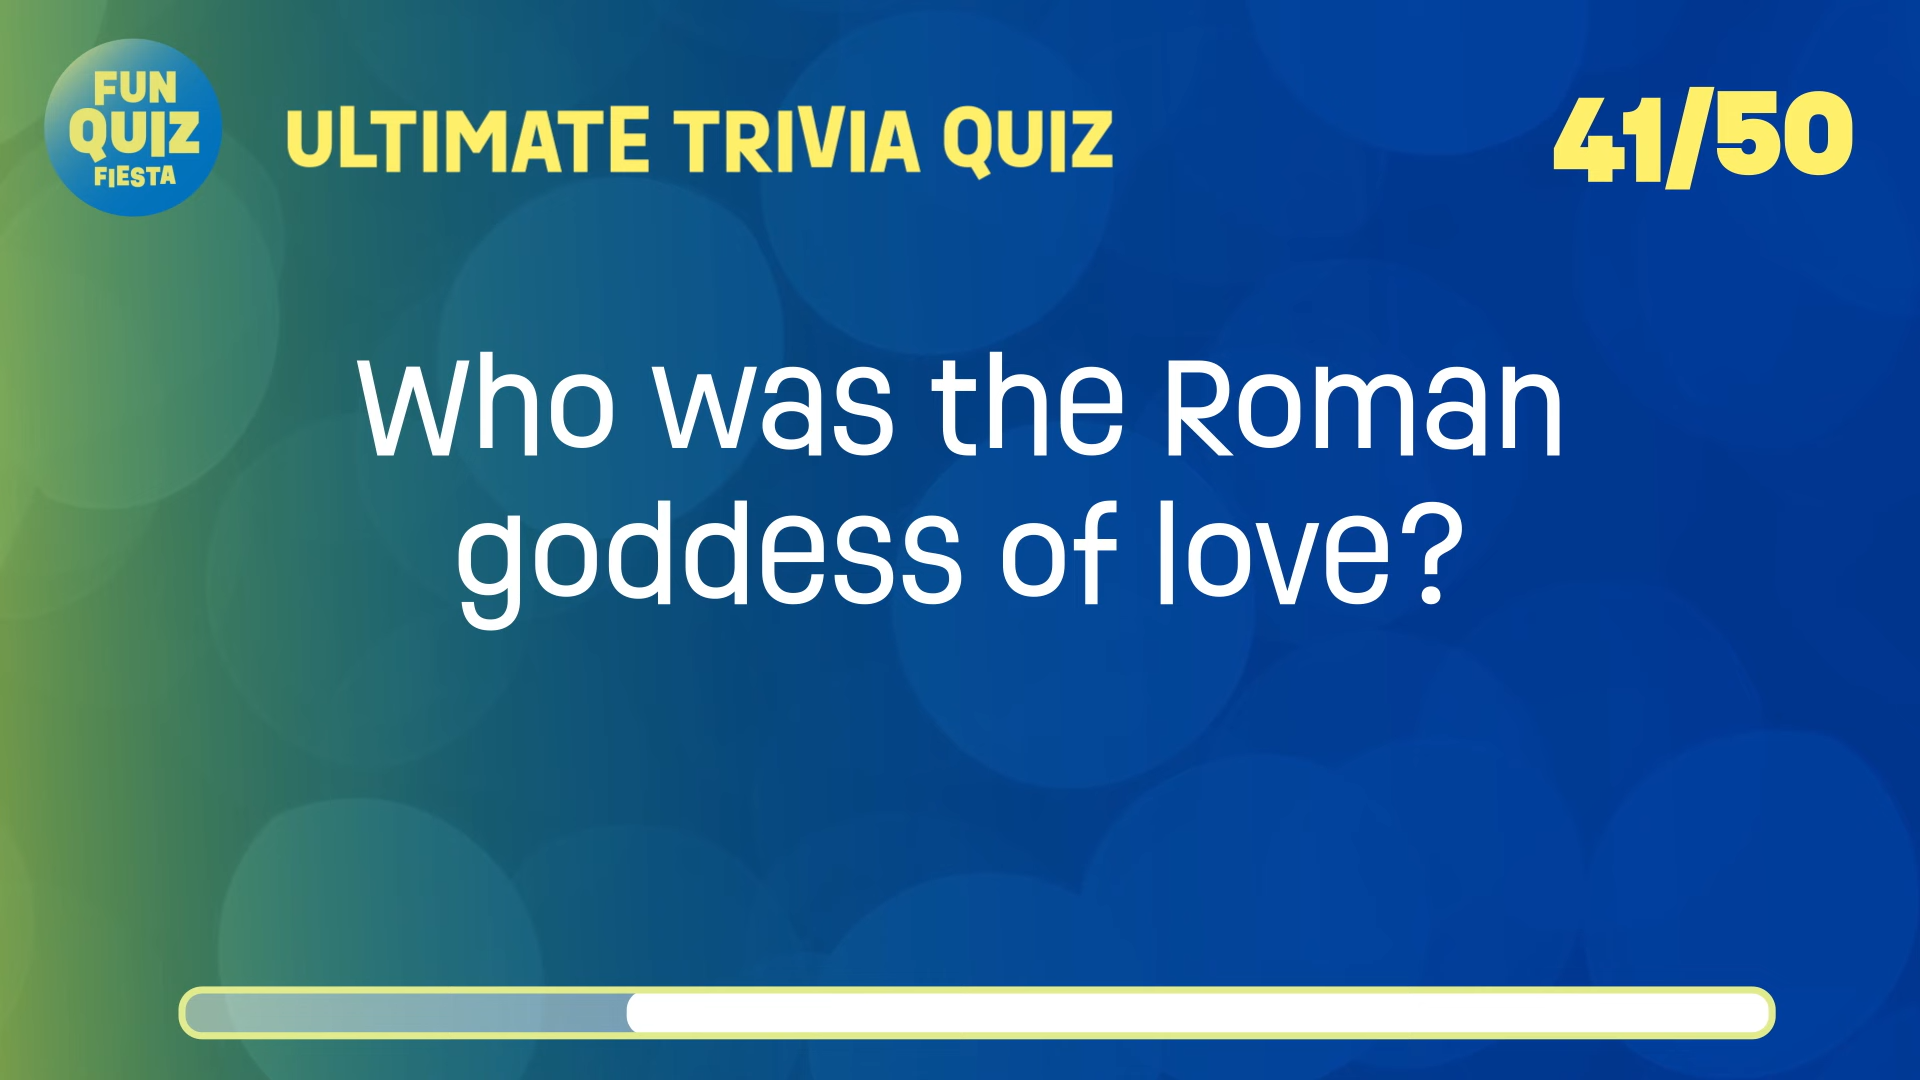 FUN
QUIZ
FIESTA
ULTIMATE TRIVIA QUIZ
41/50
Who was the Roman
goddess of love?